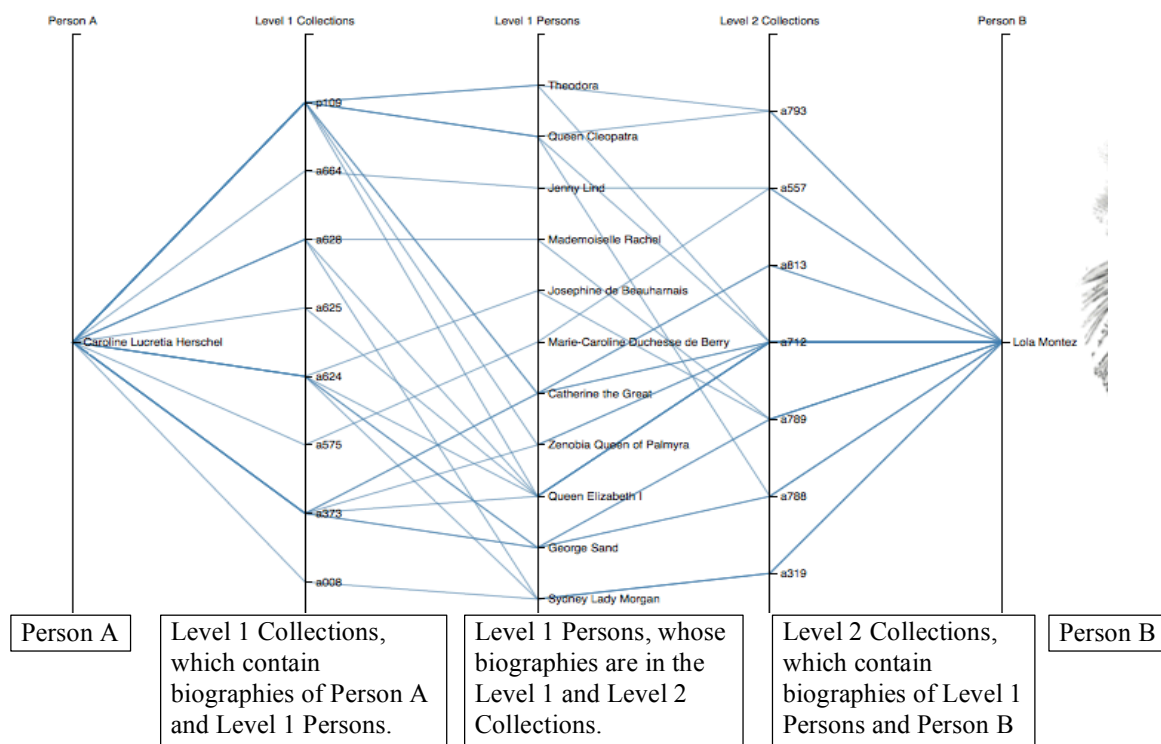 Person A
Level 1 Collections
Level 1 Persons
Level 2 Collections
Person B
Caroline Lucretia Herschel
p109
a664
a628
a625
a624
a575
a373
a008
Theodora
Queen Cleopatra
Jenny Lind
Mademoiselle Rachel
Josephine de Beauharnais
Marie-Caroline Duchesse de Berry
Catherine the Great
Zenobia Queen of Palmyra
Queen Elizabeth I
George Sand
Sydney Lady Morgan
a793
a557
a813
a712
a789
a788
a319
Lola Montez
Person A
Level 1 Collections,
which contain
biographies of Person A
and Level 1 Persons.
Level 1 Persons, whose
biographies are in the
Level 1 and Level 2
Collections.
Level 2 Collections,
which contain
biographies of Level 1
Persons and Person B
Person B